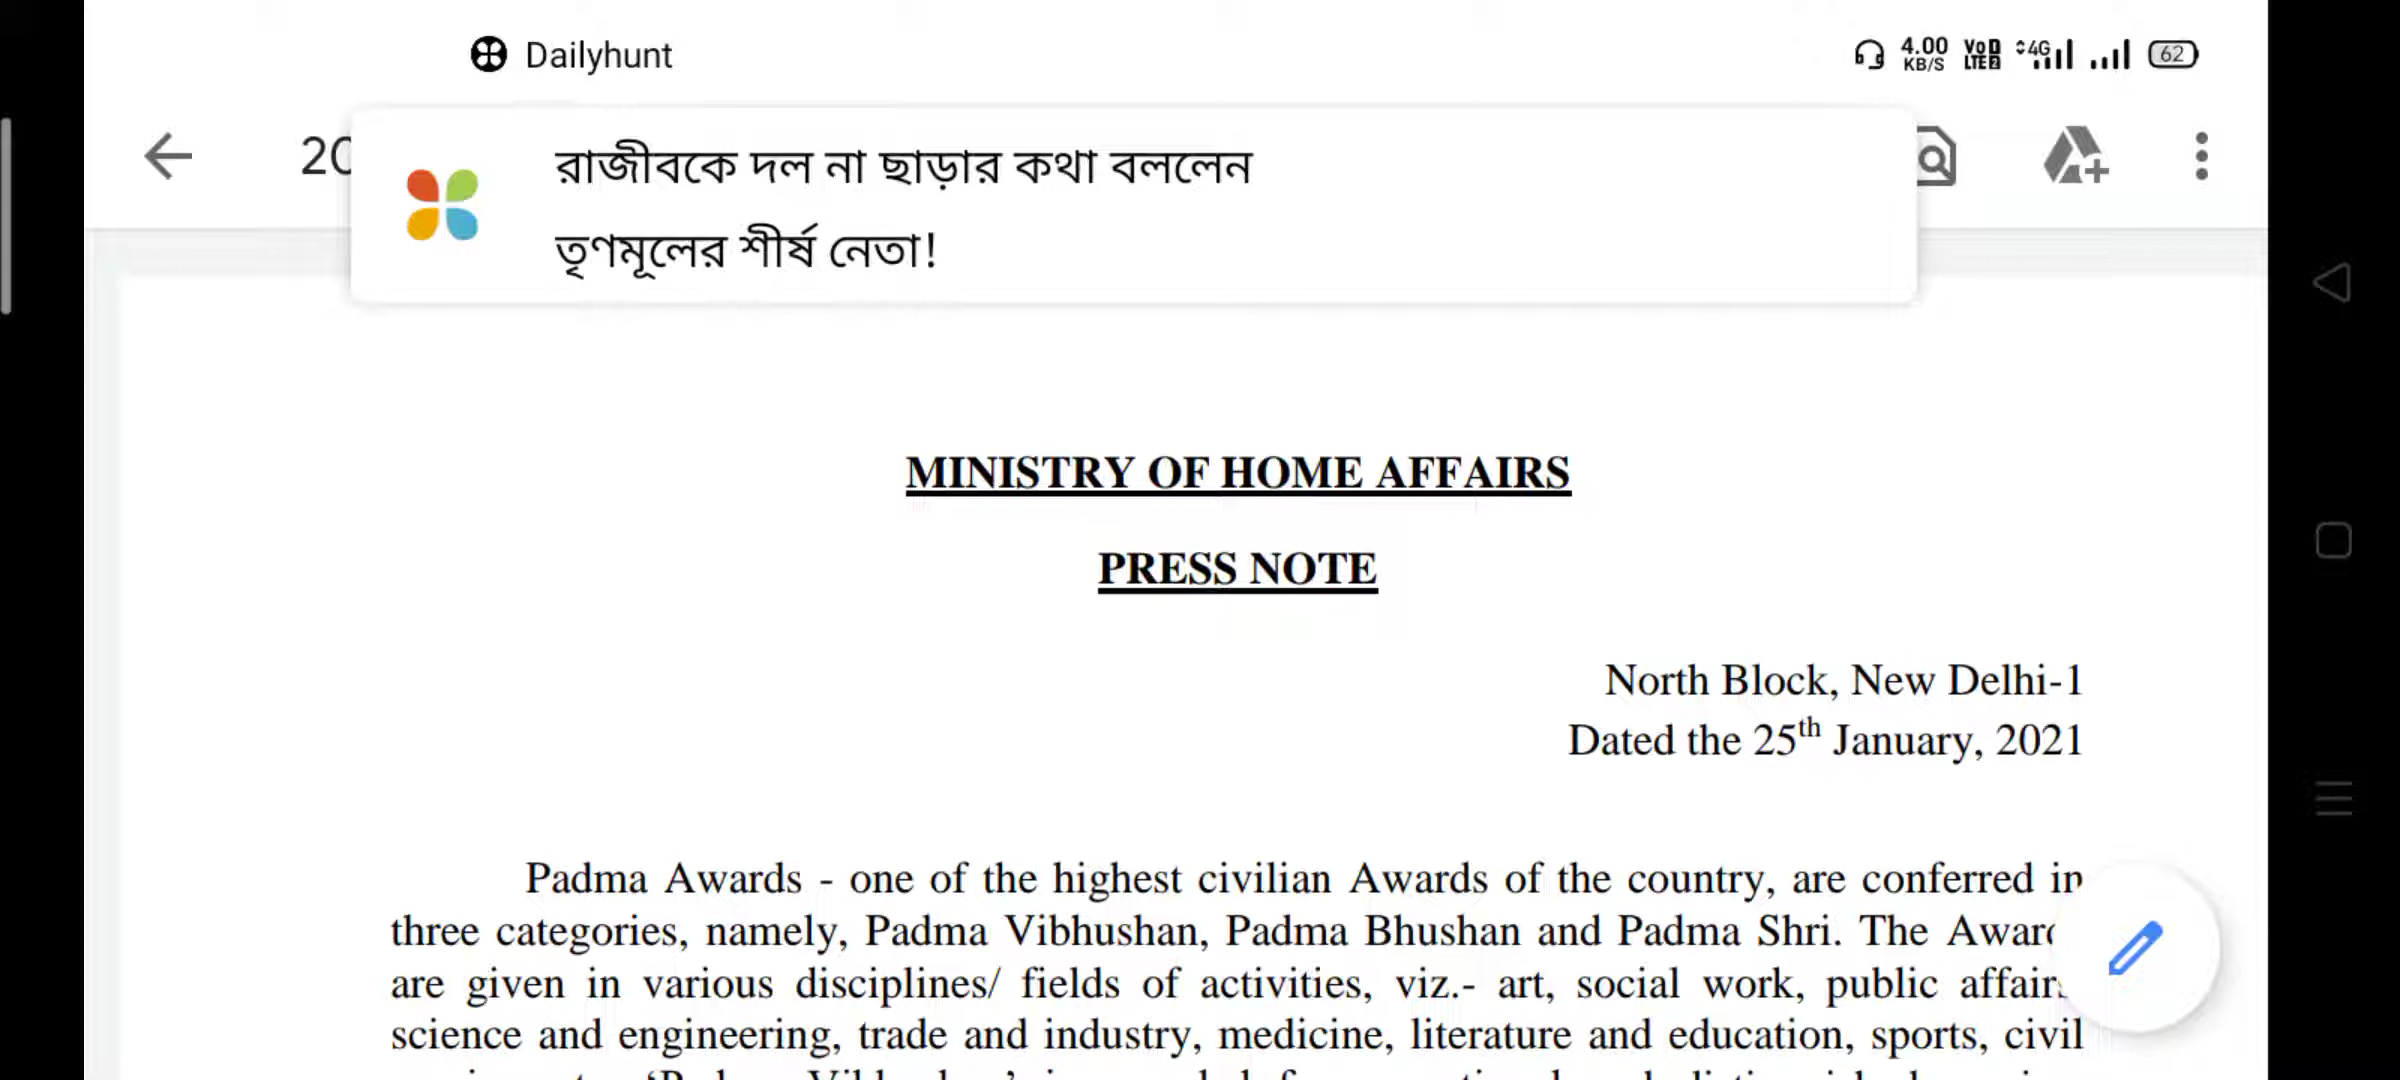 Dailyhunt
4.00
KB/S
VoD
LTE2
4G
62
20
রাজীবকে দল না ছাড়ার কথা বললেন
তৃণমূলের শীর্ষ নেতা!
MINISTRY OF HOME AFFAIRS
PRESS NOTE
North Block, New Delhi-1
Dated the 25th January, 2021
Padma Awards - one of the highest civilian Awards of the country, are conferred in
three categories, namely, Padma Vibhushan, Padma Bhushan and Padma Shri. The
are given in various disciplines/ fields of activities, viz.- art, social work, public
science and engineering, trade and industry, medicine, literature and education, sports, civil